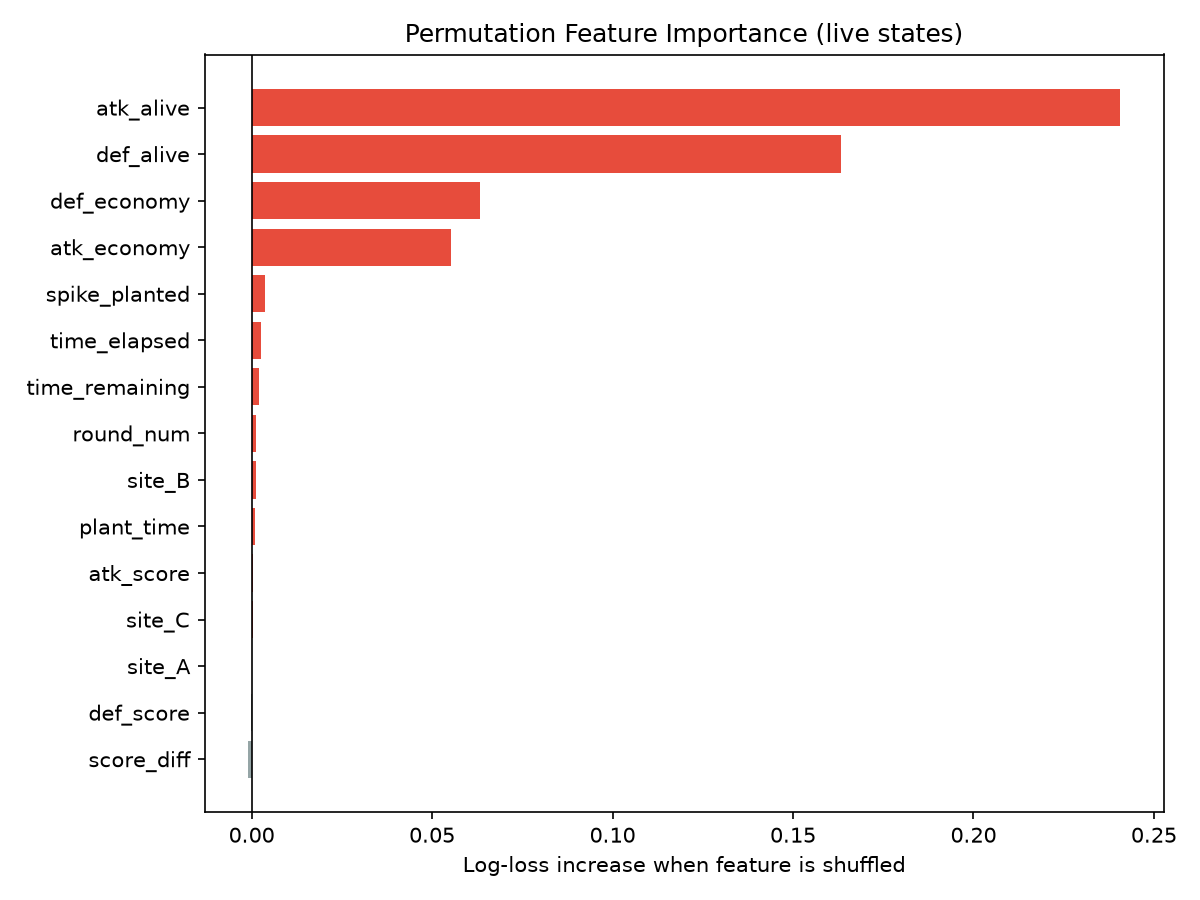 Permutation Feature Importance (live states)
atk_alive
def_alive
def_economy
atk_economy
spike_planted
time_elapsed
time_remaining
round_num
site_B
plant_time
atk_score
site_C
site_A
def_score
score_diff
0.00 0.05 0.10 0.15 0.20 0.25
Log-loss increase when feature is shuffled